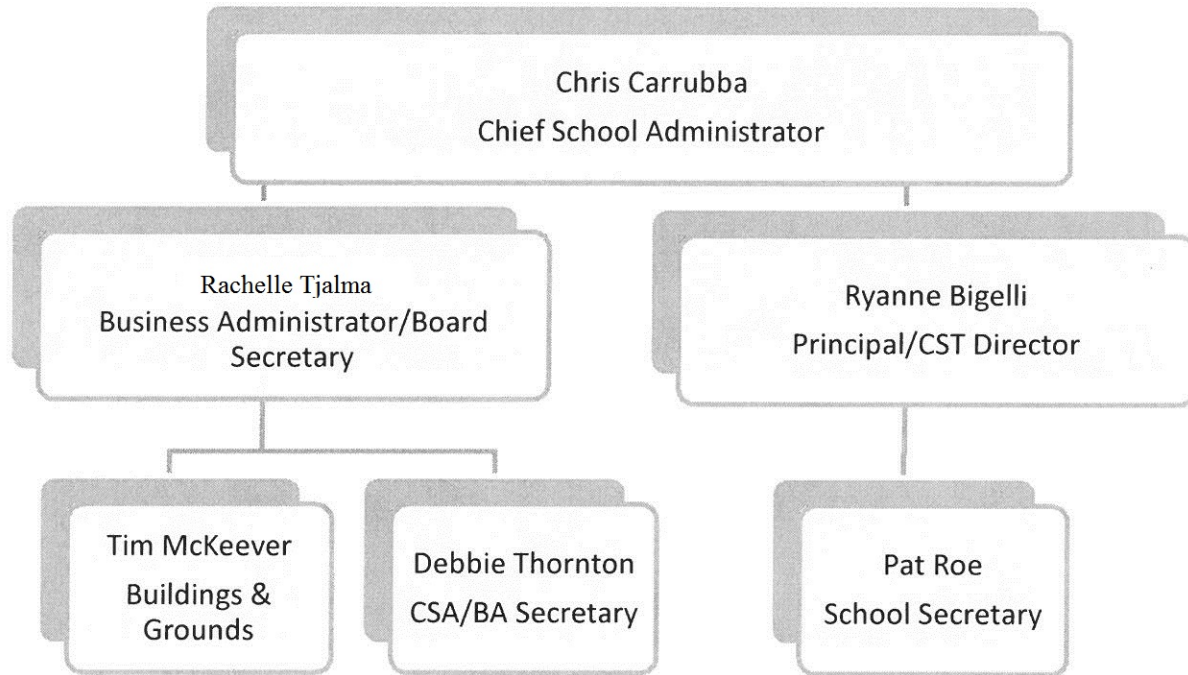 Chris Carrubba
Chief School Administrator
Rachelle Tjalma
Business Administrator/Board
Secretary
Ryanne Bigelli
Principal/CST Director
Tim McKeever
Buildings &
Grounds
Debbie Thornton
CSA/BA Secretary
Pat Roe
School Secretary